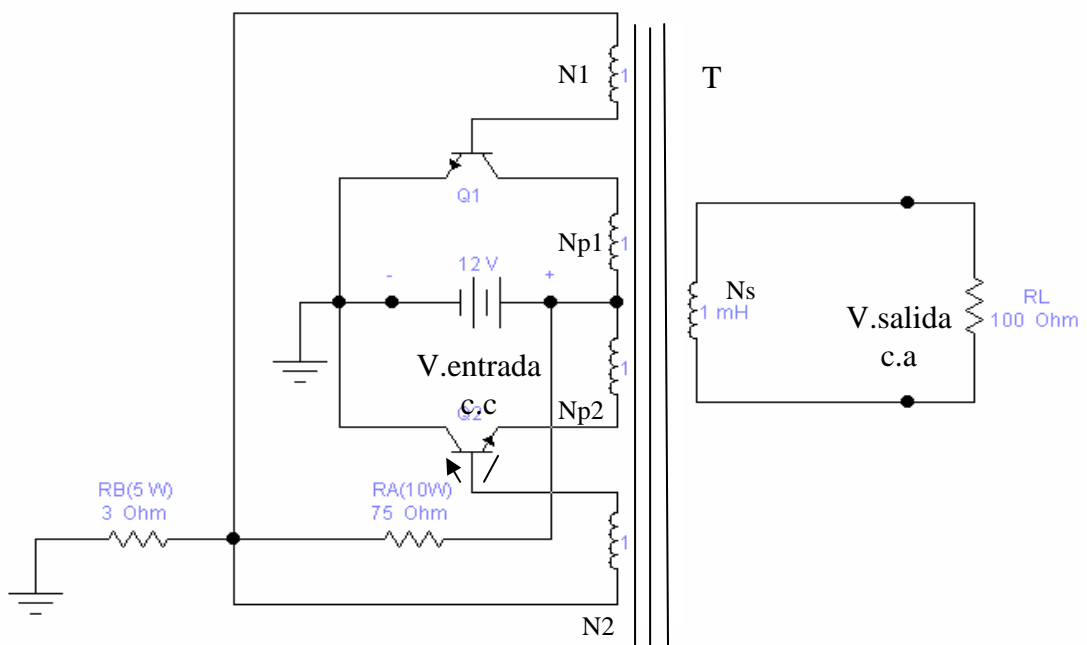 N1
1
T
Q1
Np1
1
12 V
-
+
Ns
1 mH
V.salida
c.a
RL
100 Ohm
V.entrada
c.c
Q2
1
Np2
RB(5 W)
3 Ohm
RA(10W)
75 Ohm
1
N2